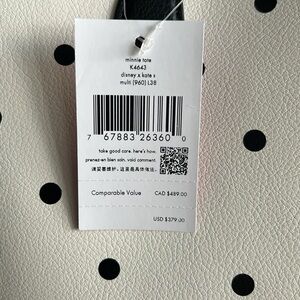 minnie tote
K4643
disney x kate s
multi (960) L38
7 67883 26360 0
take good care. here's how.
prenez-en bien soin. void comment.
Comparable Value CAD $489.00
USD $379.00